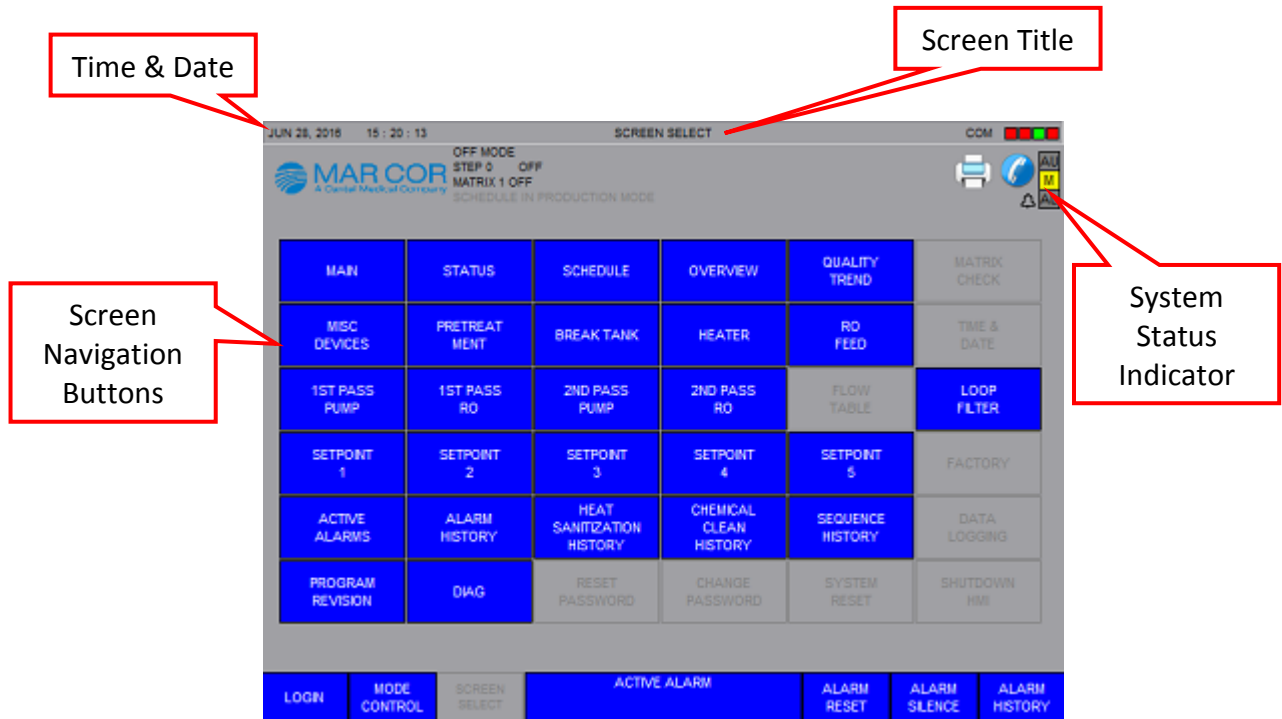 Screen Title
Time & Date
JUN 28, 2016 15 : 20 : 13 SCREEN SELECT COM
OFF MODE
STEP 0 OFF
MAR COR MATRIX 1 OFF
A Cantel Medical Company SCHEDULE IN PRODUCTION MODE
AU
M
System
Status
Indicator
Screen
Navigation
Buttons
MAIN
STATUS
SCHEDULE
OVERVIEW
QUALITY
TREND
MATRIX
CHECK
MISC
DEVICES
PRETREAT
MENT
BREAK TANK
HEATER
RO
FEED
TIME &
DATE
1ST PASS
PUMP
1ST PASS
RO
2ND PASS
PUMP
2ND PASS
RO
FLOW
TABLE
LOOP
FILTER
SETPOINT
1
SETPOINT
2
SETPOINT
3
SETPOINT
4
SETPOINT
5
FACTORY
ACTIVE
ALARMS
ALARM
HISTORY
HEAT
SANITIZATION
HISTORY
CHEMICAL
CLEAN
HISTORY
SEQUENCE
HISTORY
DATA
LOGGING
PROGRAM
REVISION
DIAG
RESET
PASSWORD
CHANGE
PASSWORD
SYSTEM
RESET
SHUTDOWN
HMI
LOGIN
MODE
CONTROL
SCREEN
SELECT
ACTIVE ALARM
ALARM
RESET
ALARM
SILENCE
ALARM
HISTORY